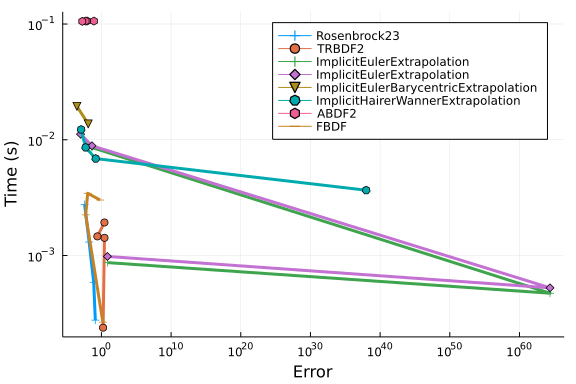 10⁻¹
10⁻²
10⁻³
Time (s)
Rosenbrock23
TRBDF2
ImplicitEulerExtrapolation
ImplicitEulerExtrapolation
ImplicitEulerBarycentricExtrapolation
ImplicitHairerWannerExtrapolation
ABDF2
FBDF
10⁰ 10¹⁰ 10²⁰ 10³⁰ 10⁴⁰ 10⁵⁰ 10⁶⁰
Error